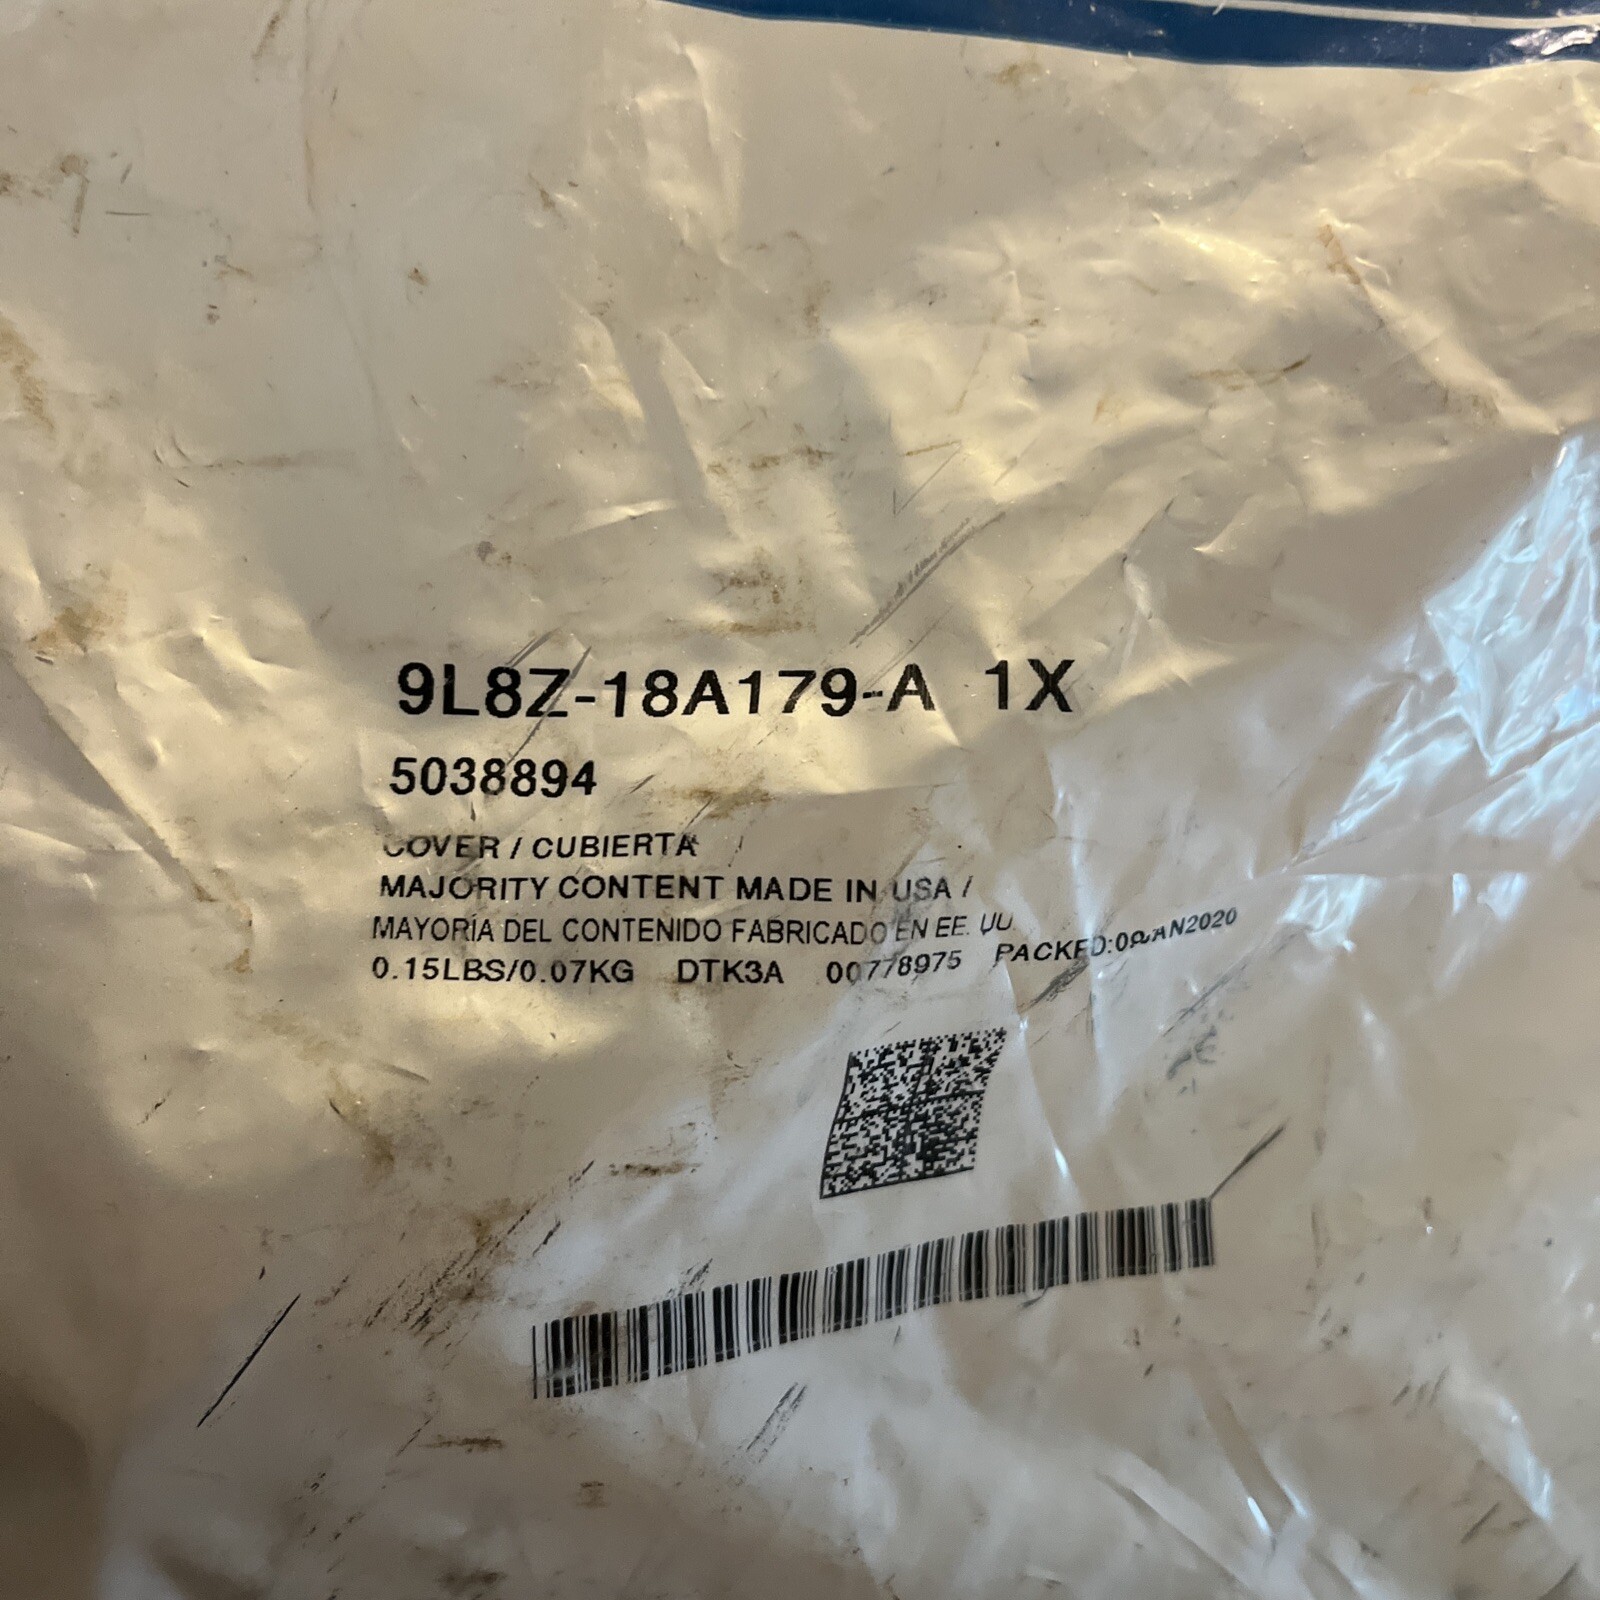 9L8Z-18A179-A 1X
5038894
COVER / CUBIERTA
MAJORITY CONTENT MADE IN USA /
MAYORÍA DEL CONTENIDO FABRICADO EN EE. UU
0.15LBS/0.07KG DTK3A 00778975